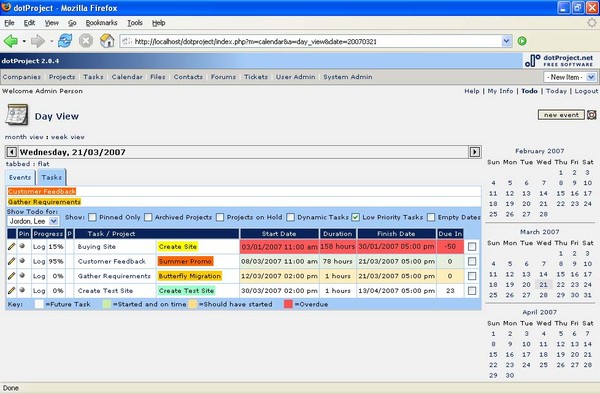 dotProject - Mozilla Firefox
File Edit View Go Bookmarks Tools Help
http://localhost/dotproject/index.php?m=calendar&a=day_view&date=20070321
dotProject 2.0.4
dotProject.net
FREE SOFTWARE
Companies Projects Tasks Calendar Files Contacts Forums Tickets User Admin System Admin
- New Item -
Welcome Admin Person
Help | My Info | Todo | Today | Logout
Day View
new event
month view : week view
Wednesday, 21/03/2007
tabbed : flat
Events Tasks
Customer Feedback
Gather Requirements
Show Todo for:
Jordon, Lee
Show: Pinned Only Archived Projects Projects on Hold Dynamic Tasks Low Priority Tasks Empty Dates
Pin Progress P Task / Project Start Date Duration Finish Date Due In
Log 15% Buying Site Create Site 03/01/2007 11:00 am 158 hours 30/01/2007 05:00 pm -50
Log 95% Customer Feedback Summer Promo 08/03/2007 11:00 am 78 hours 21/03/2007 05:00 pm 0
Log 0% Gather Requirements Butterfly Migration 12/03/2007 02:00 pm 1 hours 21/03/2007 05:00 pm 0
Log 0% Create Test Site Create Test Site 30/03/2007 02:00 pm 1 hours 13/04/2007 05:00 pm 23
Key: =Future Task =Started and on time =Should have started =Overdue
February 2007
Sun Mon Tue Wed Thu Fri Sat
1 2 3
4 5 6 7 8 9 10
11 12 13 14 15 16 17
18 19 20 21 22 23 24
25 26 27 28
March 2007
Sun Mon Tue Wed Thu Fri Sat
1 2 3
4 5 6 7 8 9 10
11 12 13 14 15 16 17
18 19 20 21 22 23 24
25 26 27 28 29 30 31
April 2007
Sun Mon Tue Wed Thu Fri Sat
1 2 3 4 5 6 7
8 9 10 11 12 13 14
15 16 17 18 19 20 21
22 23 24 25 26 27 28
29 30
Done